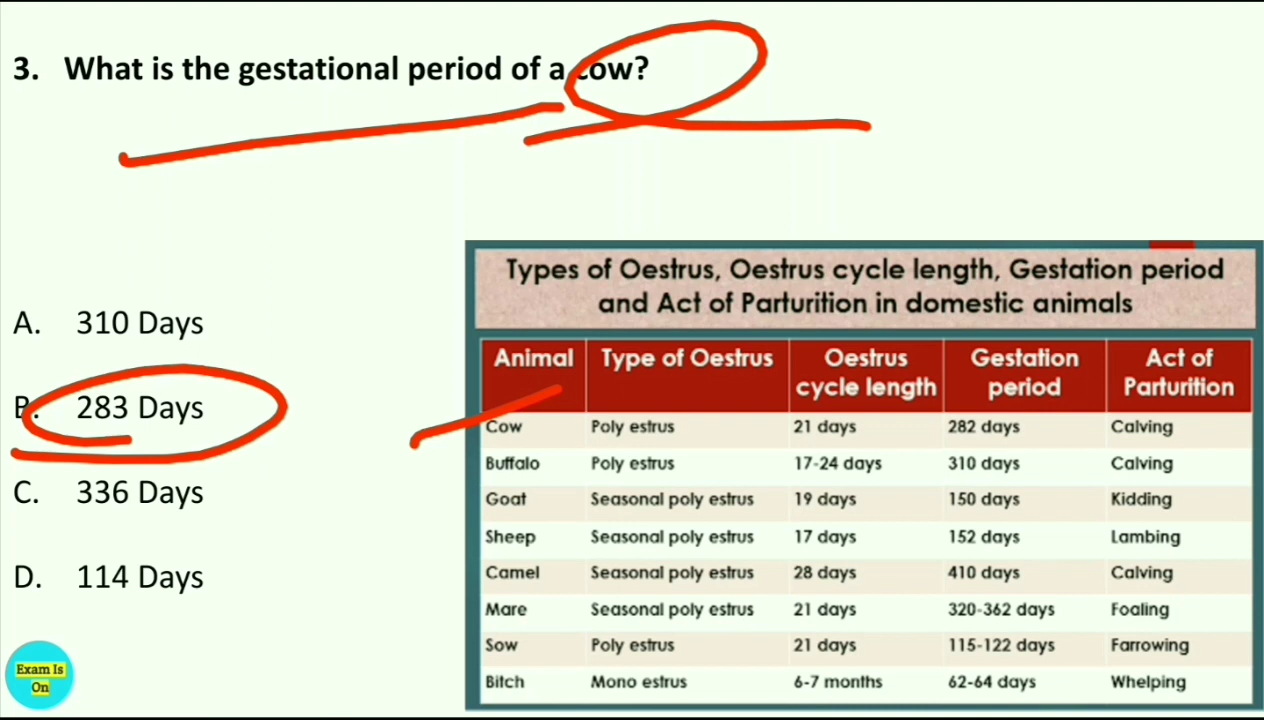 3. What is the gestational period of a cow?
A. 310 Days
B. 283 Days
C. 336 Days
D. 114 Days
Types of Oestrus, Oestrus cycle length, Gestation period
and Act of Parturition in domestic animals
Animal Type of Oestrus Oestrus cycle length Gestation period Act of Parturition
Cow Poly estrus 21 days 282 days Calving
Buffalo Poly estrus 17-24 days 310 days Calving
Goat Seasonal poly estrus 19 days 150 days Kidding
Sheep Seasonal poly estrus 17 days 152 days Lambing
Camel Seasonal poly estrus 28 days 410 days Calving
Mare Seasonal poly estrus 21 days 320-362 days Foaling
Sow Poly estrus 21 days 115-122 days Farrowing
Bitch Mono estrus 6-7 months 62-64 days Whelping
Exam Is
On